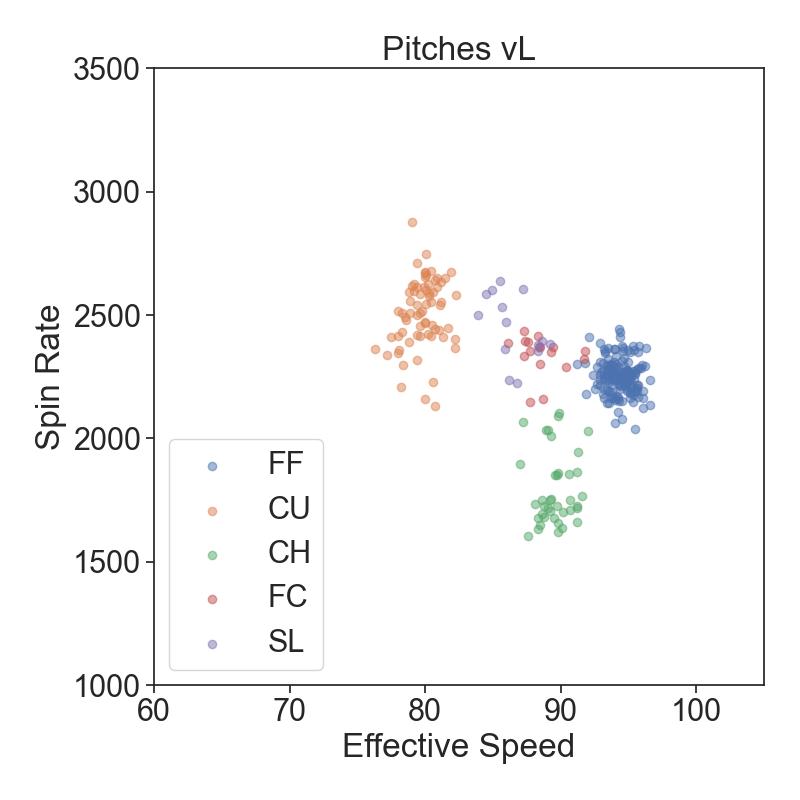 Pitches vL
3500
3000
2500
2000
1500
1000
Spin Rate
FF
CU
CH
FC
SL
60 70 80 90 100
Effective Speed